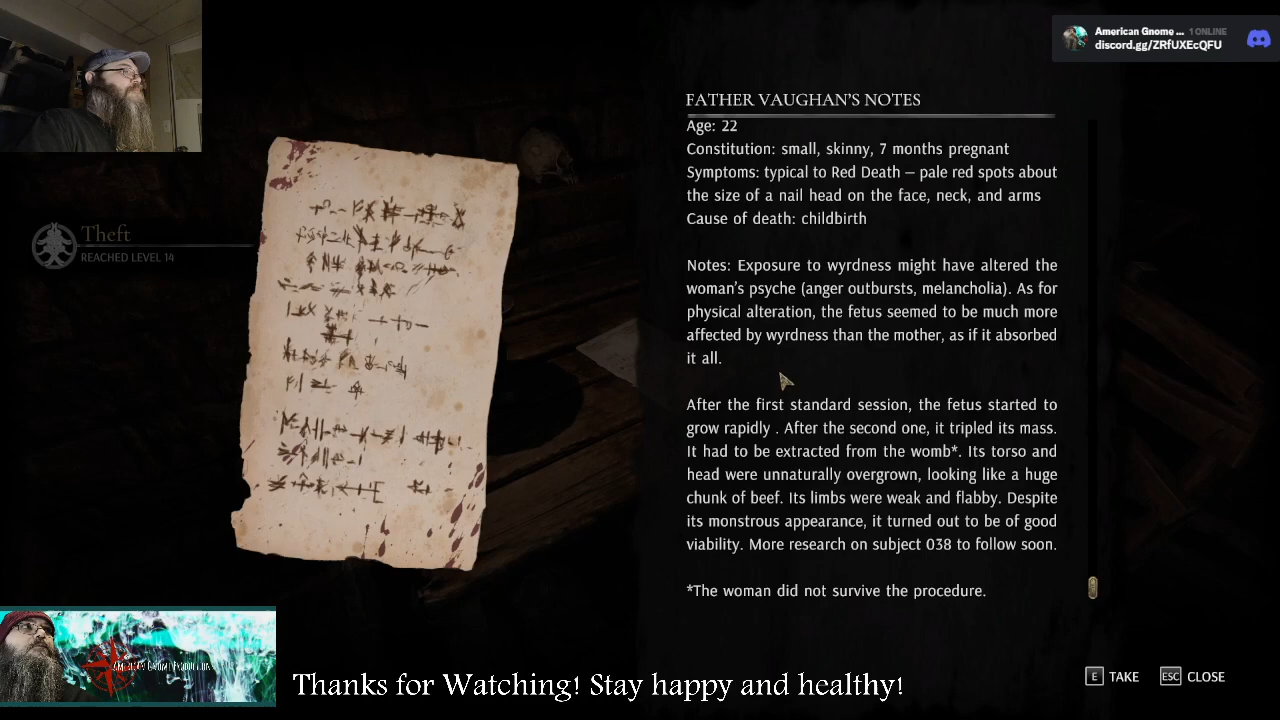 American Gnome ... 1 ONLINE
discord.gg/ZRfUXEcQFU
FATHER VAUGHAN'S NOTES
Age: 22
Constitution: small, skinny, 7 months pregnant
Symptoms: typical to Red Death – pale red spots about
the size of a nail head on the face, neck, and arms
Cause of death: childbirth
Notes: Exposure to wyrdness might have altered the
woman's psyche (anger outbursts, melancholia). As for
physical alteration, the fetus seemed to be much more
affected by wyrdness than the mother, as if it absorbed
it all.
After the first standard session, the fetus started to
grow rapidly . After the second one, it tripled its mass.
It had to be extracted from the womb*. Its torso and
head were unnaturally overgrown, looking like a huge
chunk of beef. Its limbs were weak and flabby. Despite
its monstrous appearance, it turned out to be of good
viability. More research on subject 038 to follow soon.
*The woman did not survive the procedure.
Theft
REACHED LEVEL 14
American Gnome Productions
Thanks for Watching! Stay happy and healthy!
E TAKE ESC CLOSE